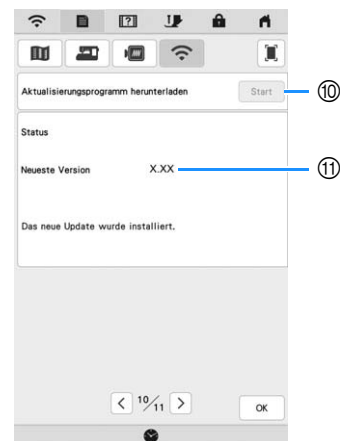 Aktualisierungsprogramm herunterladen Start ⑩
Status
Neueste Version X.XX ⑪
Das neue Update wurde installiert.
< 10/11 > OK